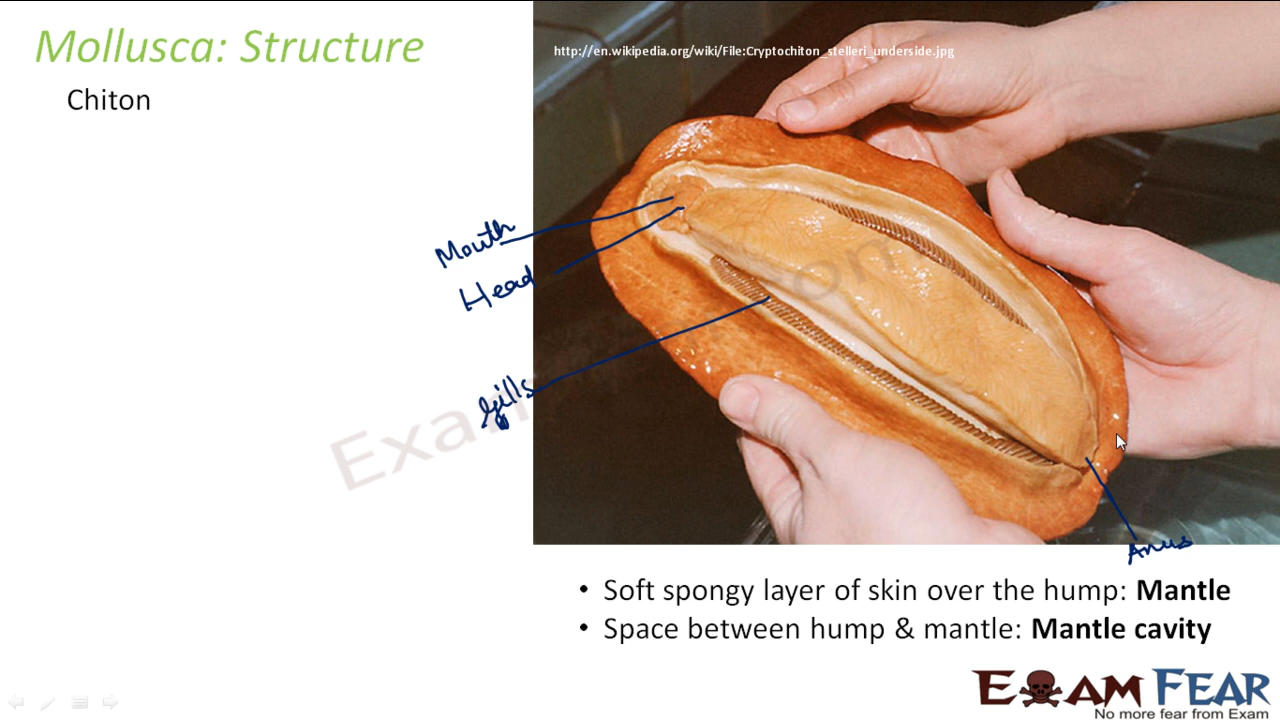 Mollusca: Structure
Chiton
http://en.wikipedia.org/wiki/File:Cryptochiton_stelleri_underside.jpg
Mouth
Head
gills
Anus
• Soft spongy layer of skin over the hump: Mantle
• Space between hump & mantle: Mantle cavity
EXAM FEAR
No more fear from Exam